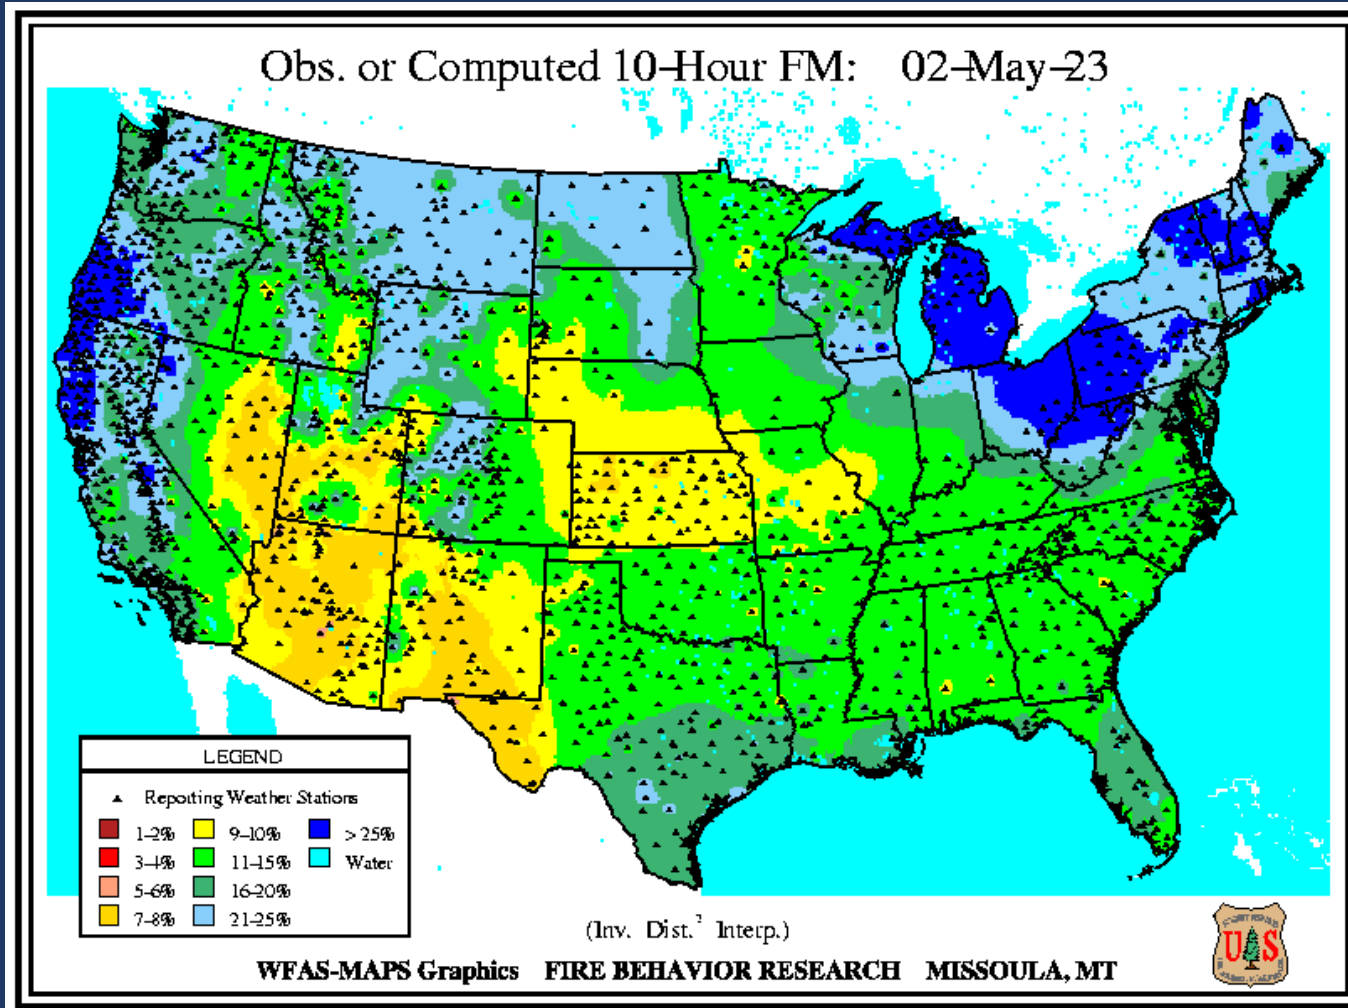 Obs. or Computed 10-Hour FM: 02-May-23
LEGEND
Reporting Weather Stations
1-2%
9-10%
> 25%
3-4%
11-15%
Water
5-6%
16-20%
7-8%
21-25%
(Inv. Dist.² Interp.)
WFAS-MAPS Graphics FIRE BEHAVIOR RESEARCH MISSOULA, MT
U S